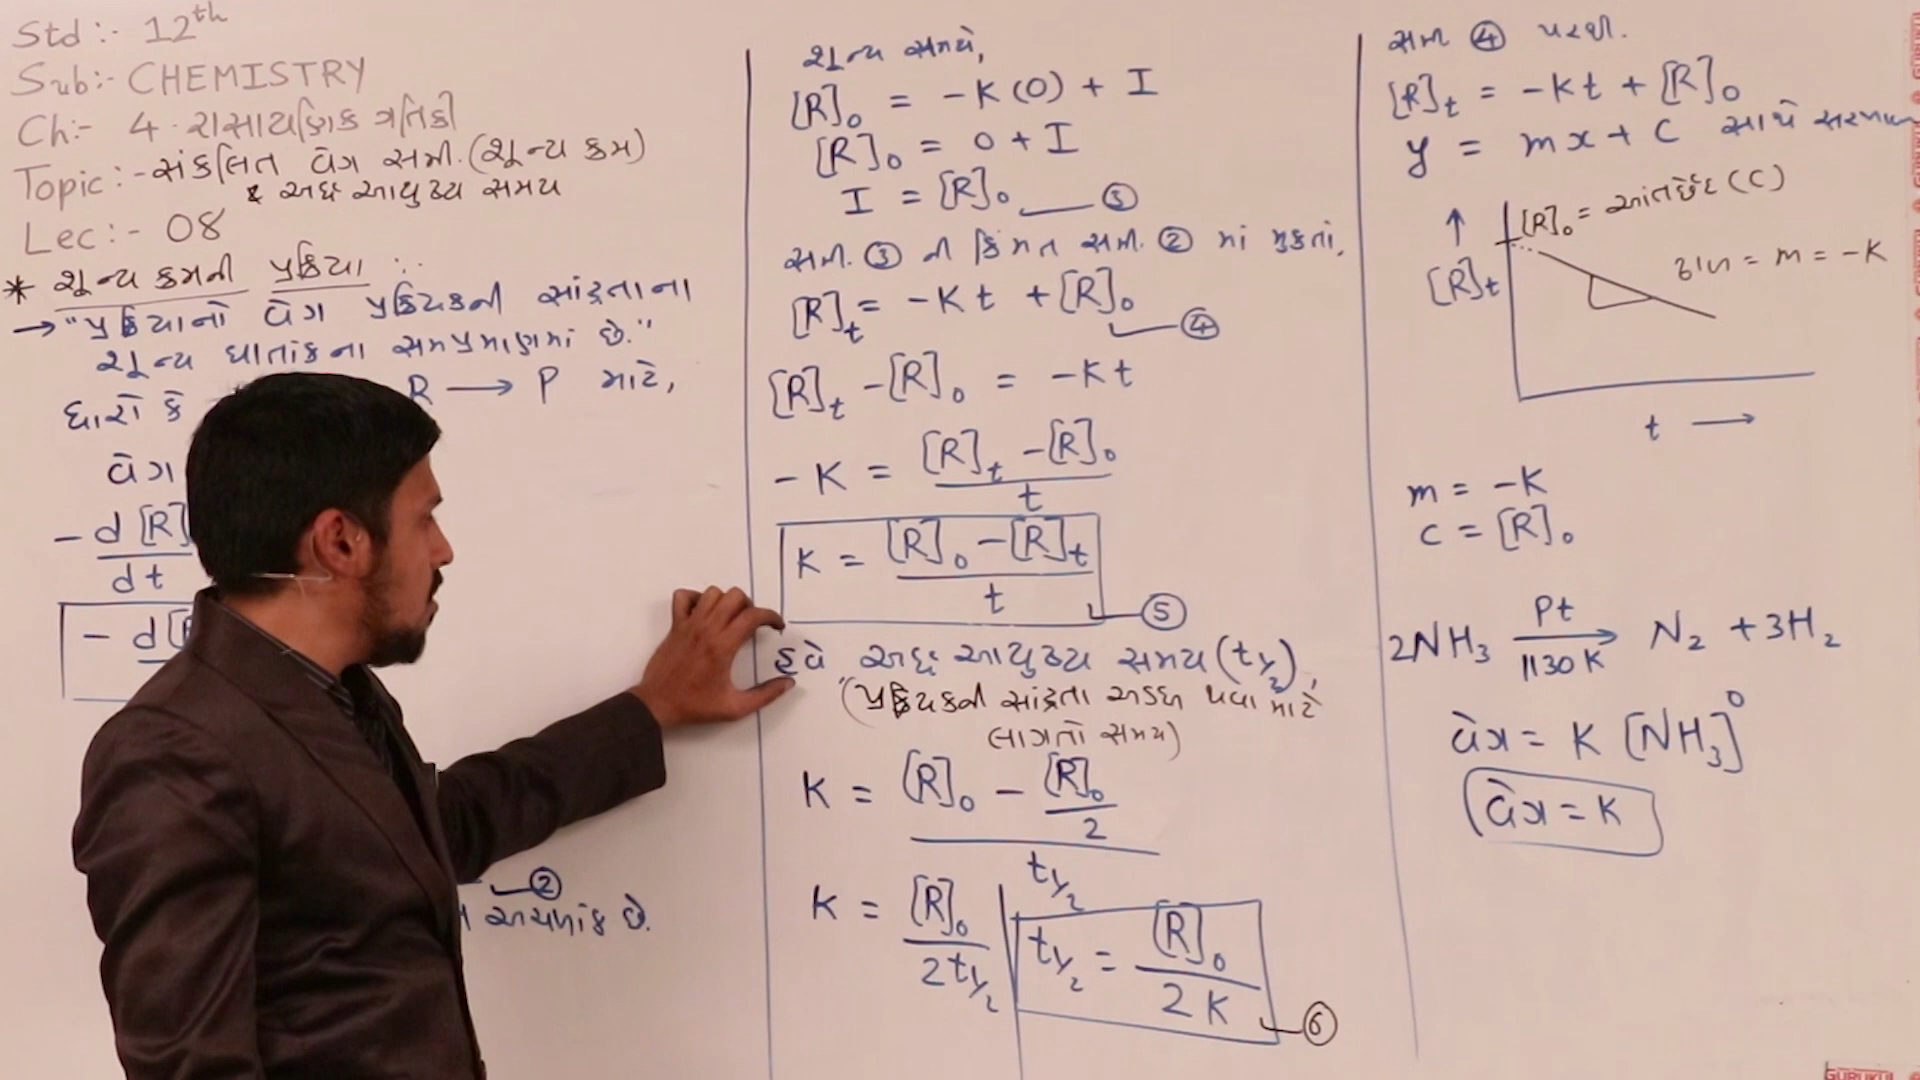 Std :- 12th
Sub:- CHEMISTRY
Ch:- 4. રાસાયણિક ગતિકી
Topic :- સંકલિત વેગ સમી. (શૂન્ય ક્રમ)
& અર્ધ આયુષ્ય સમય
Lec :- 08
* શૂન્ય ક્રમની પ્રક્રિયા :-
→ "પ્રક્રિયાનો વેગ પ્રક્રિયકની સાંદ્રતાના
શૂન્ય ઘાતાંકના સમપ્રમાણમાં છે."
ધારો કે R ⟶ P માટે,
વેગ
- d[R]
dt
- d[R
②
અચળાંક છે.
શૂન્ય સમયે,
[R]₀ = -K(0) + I
[R]₀ = 0 + I
I = [R]₀ ③
સમી. ③ ની કિંમત સમી. ② માં મુકતાં,
[R]t = -Kt + [R]₀
④
[R]t - [R]₀ = -Kt
-K = [R]t - [R]₀ / t
K = [R]₀ - [R]t / t ⑤
હવે અર્ધ આયુષ્ય સમય (t½),
(પ્રક્રિયકની સાંદ્રતા અડધી થવા માટે
લાગતો સમય)
K = [R]₀ - [R]₀/2 / t½
K = [R]₀ / 2t½
t½ = [R]₀ / 2K ⑥
સમી ④ પરથી.
[R]t = -Kt + [R]₀
y = mx + C સાથે
[R]₀ = આંતછેદ (C)
ઢાળ = m = -K
↑
[R]t
t ⟶
m = -K
C = [R]₀
2NH₃ Pt ⟶ 1130 K N₂ + 3H₂
વેગ = K [NH₃]⁰
વેગ = K
GURUKUL